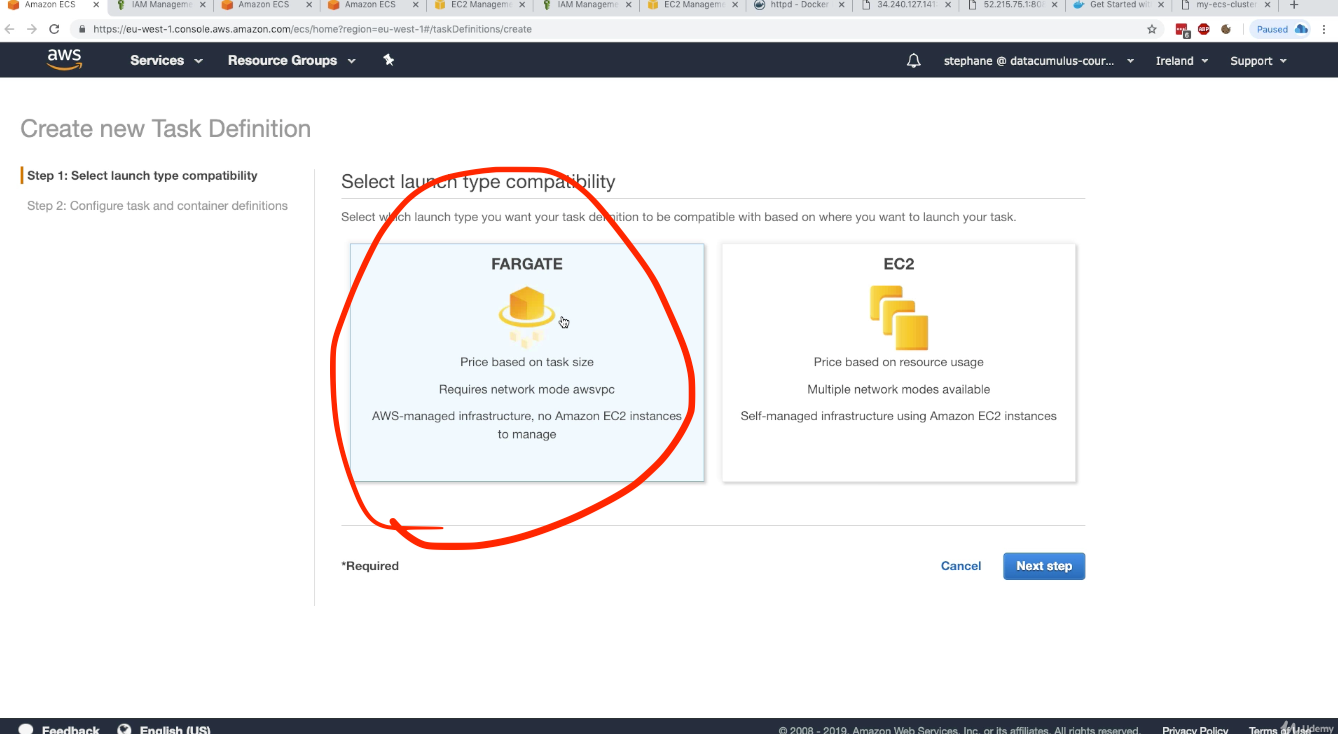 Amazon ECS
IAM Manageme
Amazon ECS
Amazon ECS
EC2 Manageme
IAM Manageme
EC2 Manageme
httpd - Docker
34.240.127.141
52.215.75.1:80
Get Started wit
my-ecs-cluster
https://eu-west-1.console.aws.amazon.com/ecs/home?region=eu-west-1#/taskDefinitions/create
ABP
Paused
aws
Services
Resource Groups
stephane @ datacumulus-cour...
Ireland
Support
Create new Task Definition
Step 1: Select launch type compatibility
Step 2: Configure task and container definitions
Select launch type compatibility
Select which launch type you want your task definition to be compatible with based on where you want to launch your task.
FARGATE
Price based on task size
Requires network mode awsvpc
AWS-managed infrastructure, no Amazon EC2 instances
to manage
EC2
Price based on resource usage
Multiple network modes available
Self-managed infrastructure using Amazon EC2 instances
*Required
Cancel
Next step
Feedback
English (US)
© 2008 - 2019, Amazon Web Services, Inc. or its affiliates. All rights reserved.
Privacy Policy
Terms of Use
Udemy